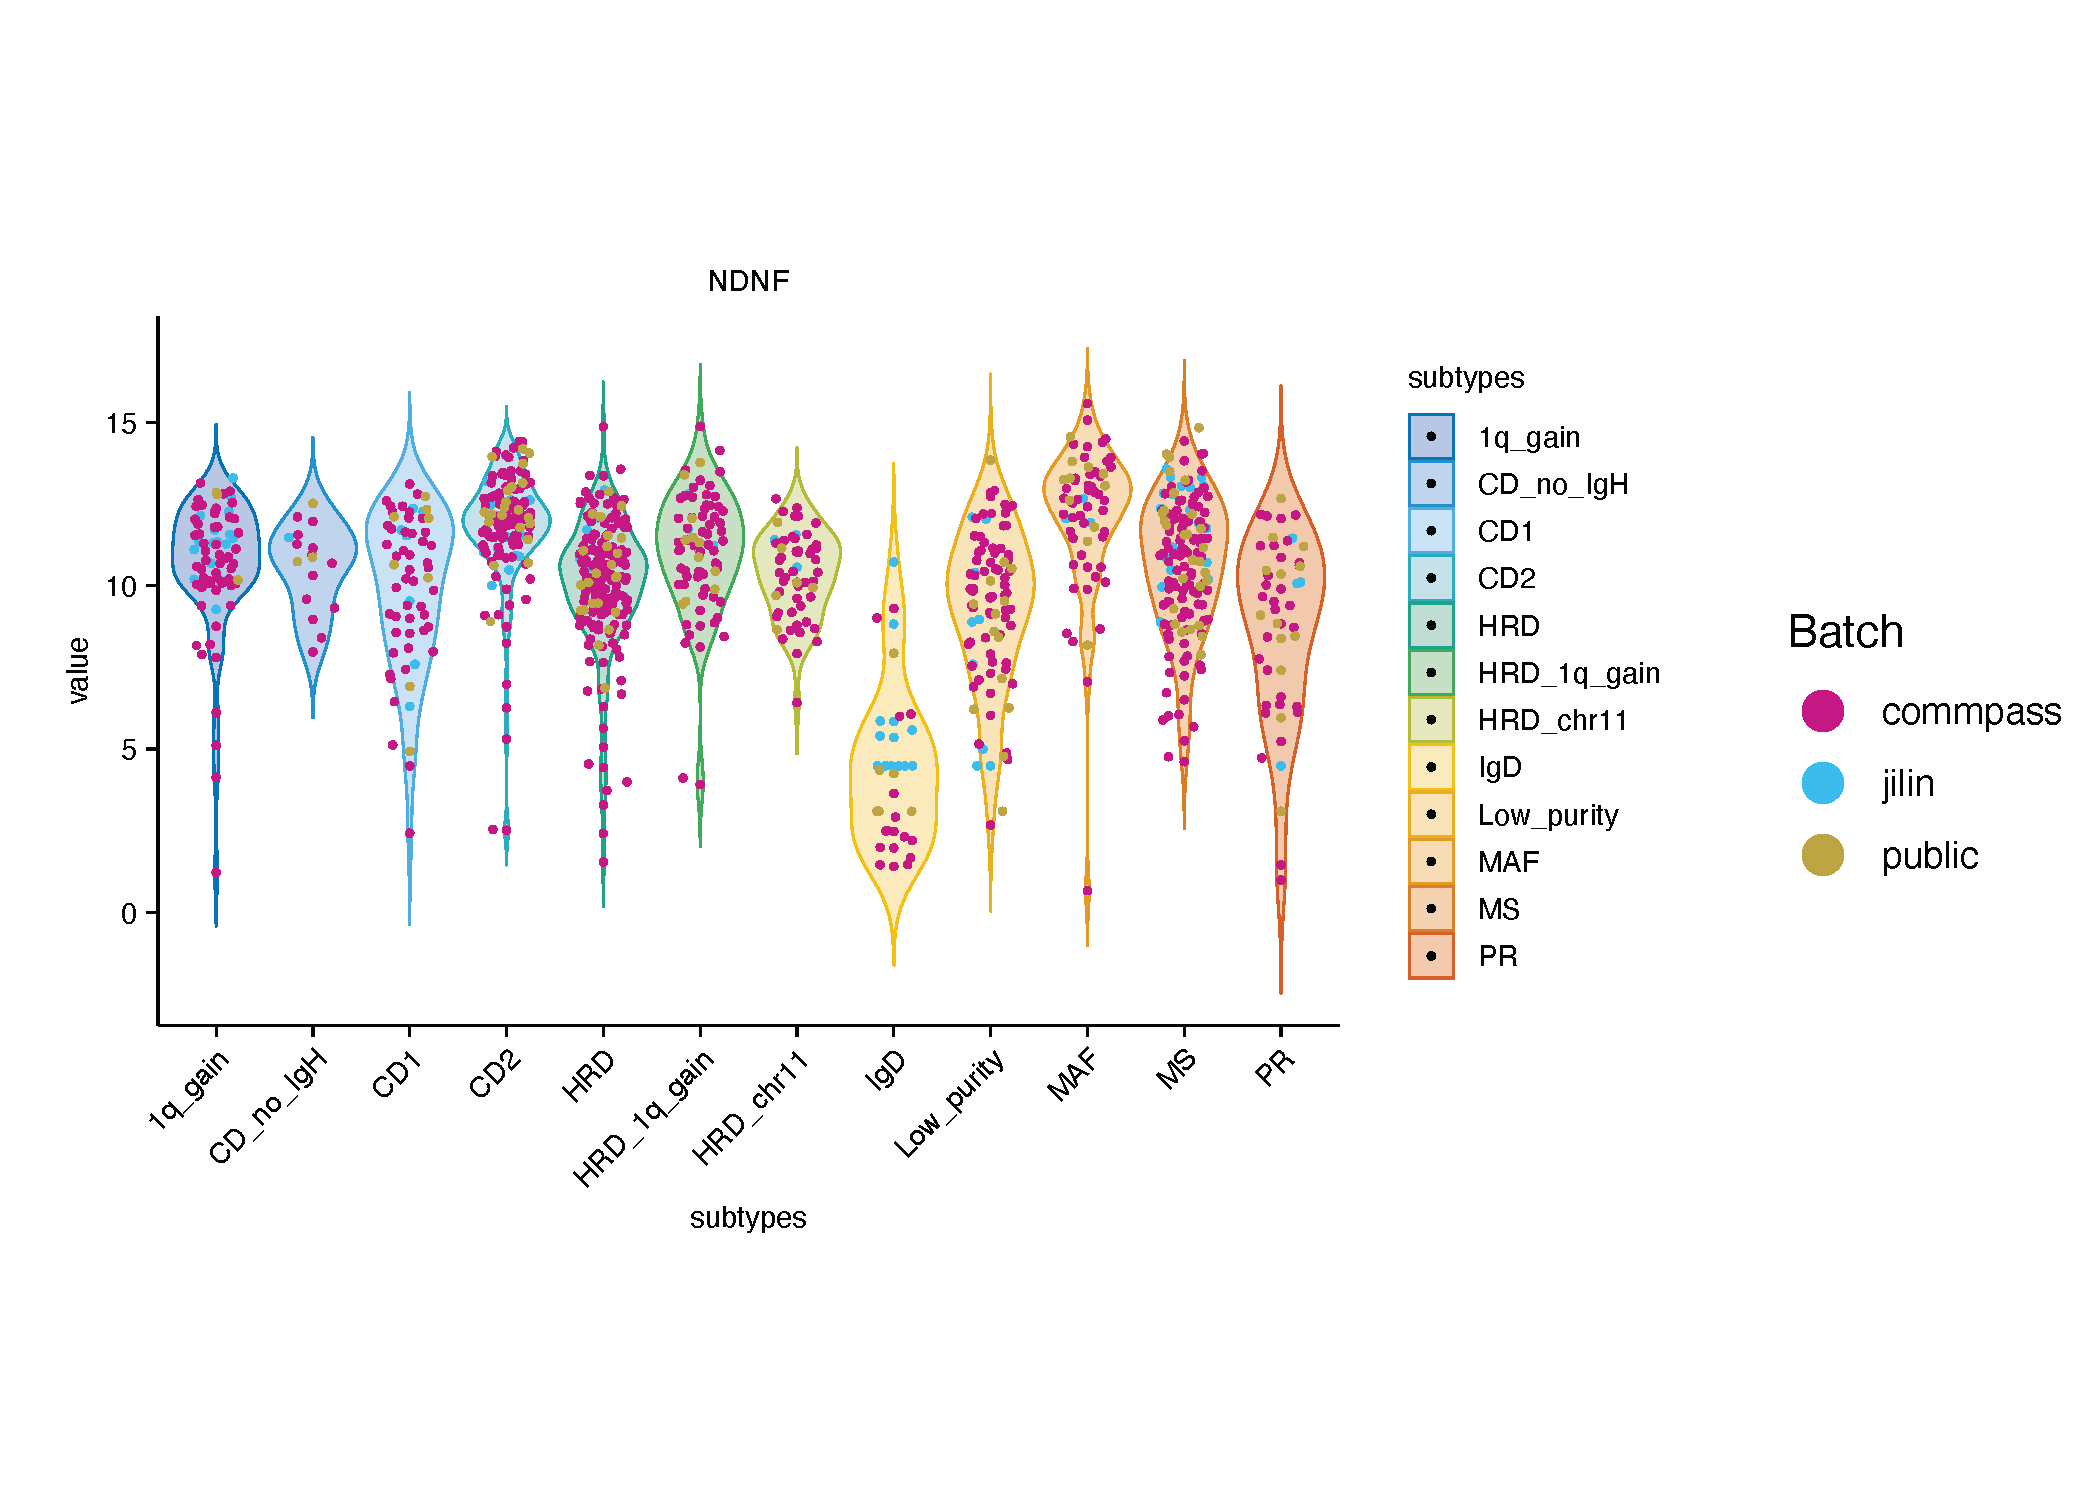 NDNF
15
10
5
0
value
1q_gain
CD_no_IgH
CD1
CD2
HRD
HRD_1q_gain
HRD_chr11
IgD
Low_purity
MAF
MS
PR
subtypes
subtypes
1q_gain
CD_no_IgH
CD1
CD2
HRD
HRD_1q_gain
HRD_chr11
IgD
Low_purity
MAF
MS
PR
Batch
commpass
jilin
public